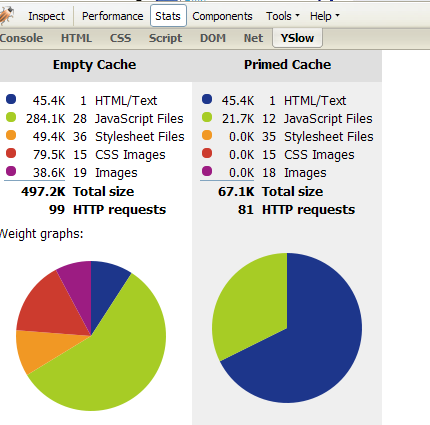 Inspect Performance Stats Components Tools Help
Console HTML CSS Script DOM Net YSlow
Empty Cache
45.4K 1 HTML/Text
284.1K 28 JavaScript Files
49.4K 36 Stylesheet Files
79.5K 15 CSS Images
38.6K 19 Images
497.2K Total size
99 HTTP requests
Primed Cache
45.4K 1 HTML/Text
21.7K 12 JavaScript Files
0.0K 35 Stylesheet Files
0.0K 15 CSS Images
0.0K 18 Images
67.1K Total size
81 HTTP requests
Weight graphs: